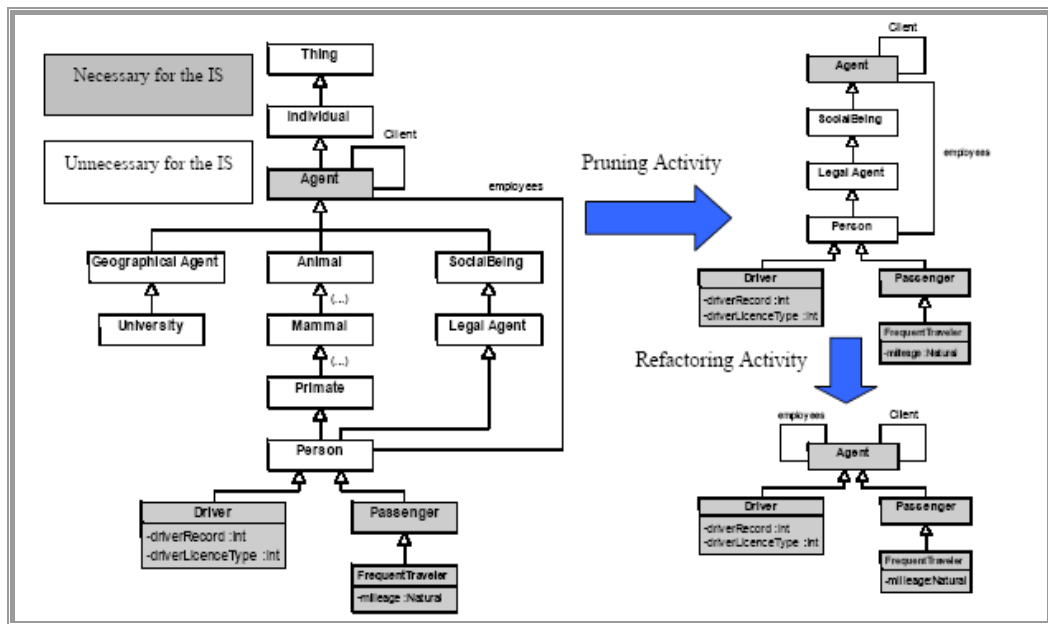 Necessary for the IS
Unnecessary for the IS
Thing
Individual
Client
Agent
employees
Geographical Agent
Animal
SocialBeing
(...)
University
Mammal
Legal Agent
(...)
Primate
Person
Driver
-driverRecord :Int
-driverLicenceType :Int
Passenger
FrequentTraveler
-mileage :Natural
Pruning Activity
Client
Agent
SocialBeing
employees
Legal Agent
Person
Driver
-driverRecord :Int
-driverLicenceType :Int
Passenger
FrequentTraveler
-mileage :Natural
Refactoring Activity
employees
Client
Agent
Driver
-driverRecord :Int
-driverLicenceType :Int
Passenger
FrequentTraveler
-mileage:Natural